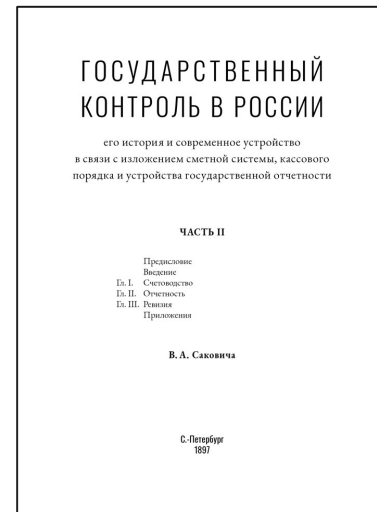 ГОСУДАРСТВЕННЫЙ
КОНТРОЛЬ В РОССИИ
его история и современное устройство
в связи с изложением сметной системы, кассового
порядка и устройства государственной отчетности
ЧАСТЬ II
Предисловие
Введение
Гл. I. Счетоводство
Гл. II. Отчетность
Гл. III. Ревизия
Приложения
В. А. Саковича
С.-Петербург
1897